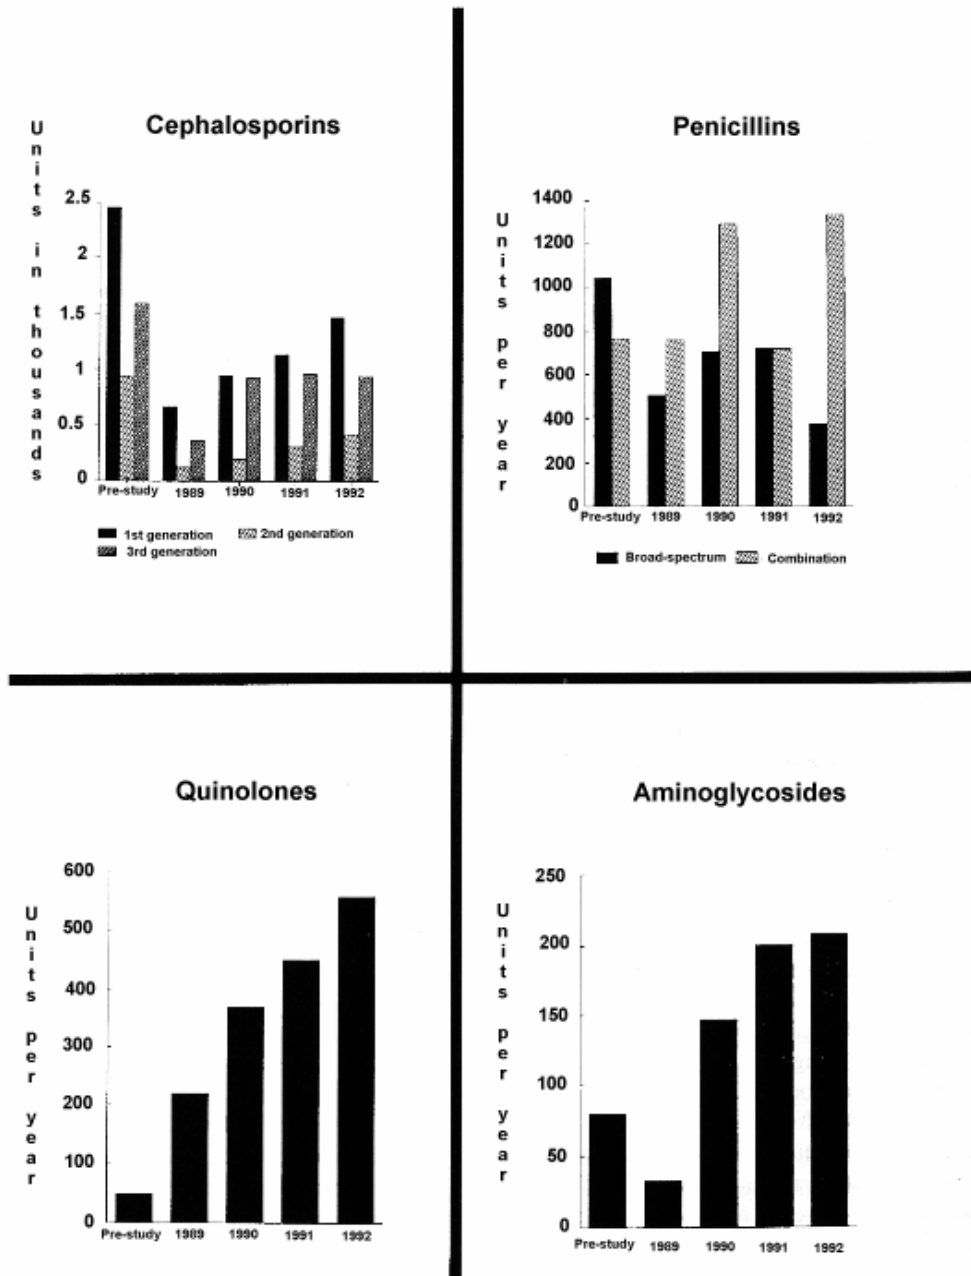 Cephalosporins
Units in thousands
2.5
2
1.5
1
0.5
0
Pre-study 1989 1990 1991 1992
1st generation 2nd generation
3rd generation
Penicillins
Units per year
1400
1200
1000
800
600
400
200
0
Pre-study 1989 1990 1991 1992
Broad-spectrum Combination
Quinolones
Units per year
600
500
400
300
200
100
0
Pre-study 1989 1990 1991 1992
Aminoglycosides
Units per year
250
200
150
100
50
0
Pre-study 1989 1990 1991 1992